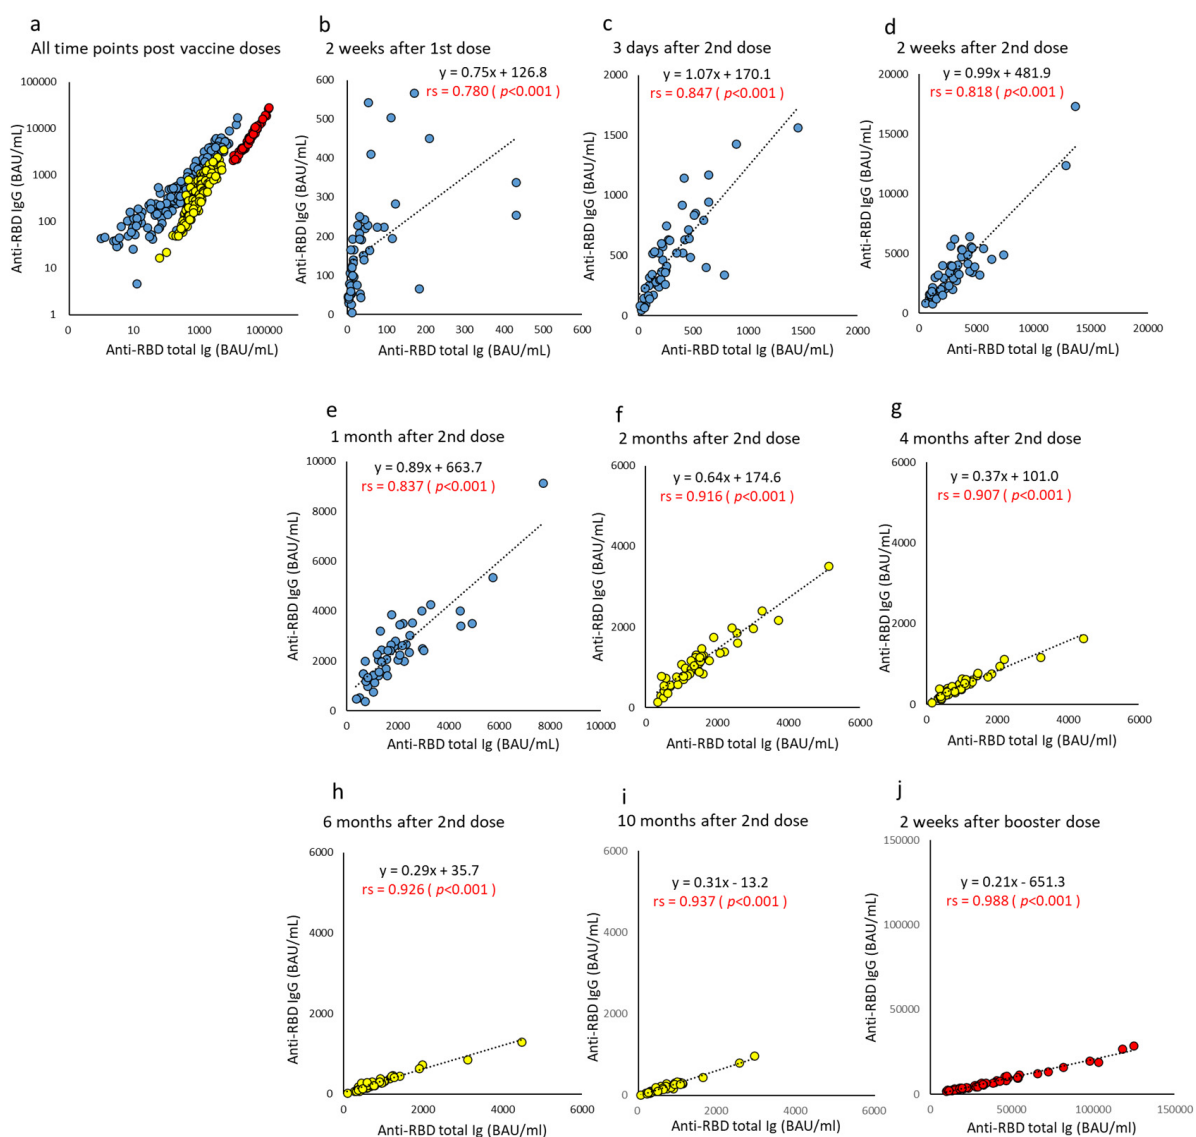 a
All time points post vaccine doses
100000
10000
1000
100
10
1
Anti-RBD IgG (BAU/mL)
0
10
1000
100000
Anti-RBD total Ig (BAU/mL)
b
2 weeks after 1st dose
y = 0.75x + 126.8
rs = 0.780 ( p<0.001 )
600
500
400
300
200
100
0
Anti-RBD IgG (BAU/mL)
0
100
200
300
400
500
600
Anti-RBD total Ig (BAU/mL)
c
3 days after 2nd dose
y = 1.07x + 170.1
rs = 0.847 ( p<0.001 )
2000
1500
1000
500
0
Anti-RBD IgG (BAU/mL)
0
500
1000
1500
2000
Anti-RBD total Ig (BAU/mL)
d
2 weeks after 2nd dose
y = 0.99x + 481.9
rs = 0.818 ( p<0.001 )
20000
15000
10000
5000
0
Anti-RBD IgG (BAU/mL)
0
5000
10000
15000
20000
Anti-RBD total Ig (BAU/mL)
e
1 month after 2nd dose
y = 0.89x + 663.7
rs = 0.837 ( p<0.001 )
10000
8000
6000
4000
2000
0
Anti-RBD IgG (BAU/mL)
0
2000
4000
6000
8000
10000
Anti-RBD total Ig (BAU/mL)
f
2 months after 2nd dose
y = 0.64x + 174.6
rs = 0.916 ( p<0.001 )
6000
4000
2000
0
Anti-RBD IgG (BAU/mL)
0
2000
4000
6000
Anti-RBD total Ig (BAU/mL)
g
4 months after 2nd dose
y = 0.37x + 101.0
rs = 0.907 ( p<0.001 )
6000
4000
2000
0
Anti-RBD IgG (BAU/mL)
0
2000
4000
6000
Anti-RBD total Ig (BAU/ml)
h
6 months after 2nd dose
y = 0.29x + 35.7
rs = 0.926 ( p<0.001 )
6000
4000
2000
0
Anti-RBD IgG (BAU/mL)
0
2000
4000
6000
Anti-RBD total Ig (BAU/ml)
i
10 months after 2nd dose
y = 0.31x - 13.2
rs = 0.937 ( p<0.001 )
6000
4000
2000
0
Anti-RBD IgG (BAU/mL)
0
2000
4000
6000
Anti-RBD total Ig (BAU/ml)
j
2 weeks after booster dose
y = 0.21x - 651.3
rs = 0.988 ( p<0.001 )
150000
100000
50000
0
Anti-RBD IgG (BAU/mL)
0
50000
100000
150000
Anti-RBD total Ig (BAU/ml)